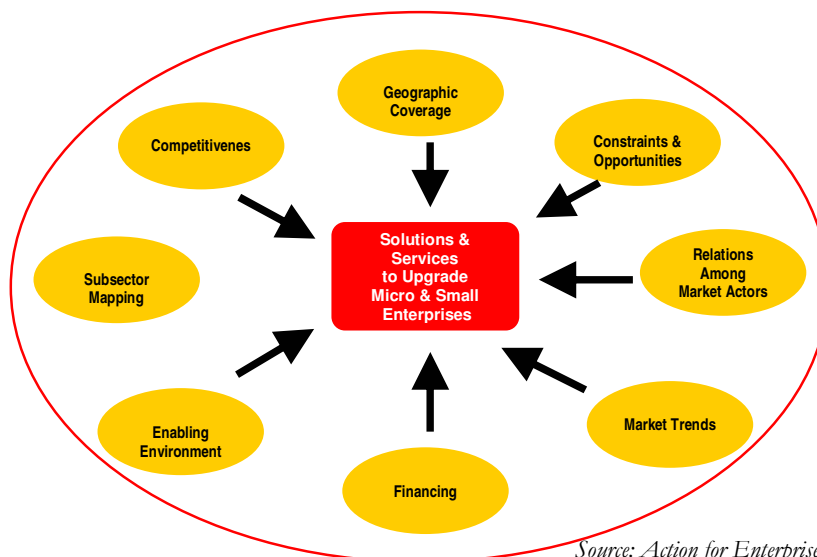 Geographic
Coverage
Competitivenes
Constraints &
Opportunities
Solutions &
Services
to Upgrade
Micro & Small
Enterprises
Relations
Among
Market Actors
Subsector
Mapping
Enabling
Environment
Market Trends
Financing
Source: Action for Enterprise